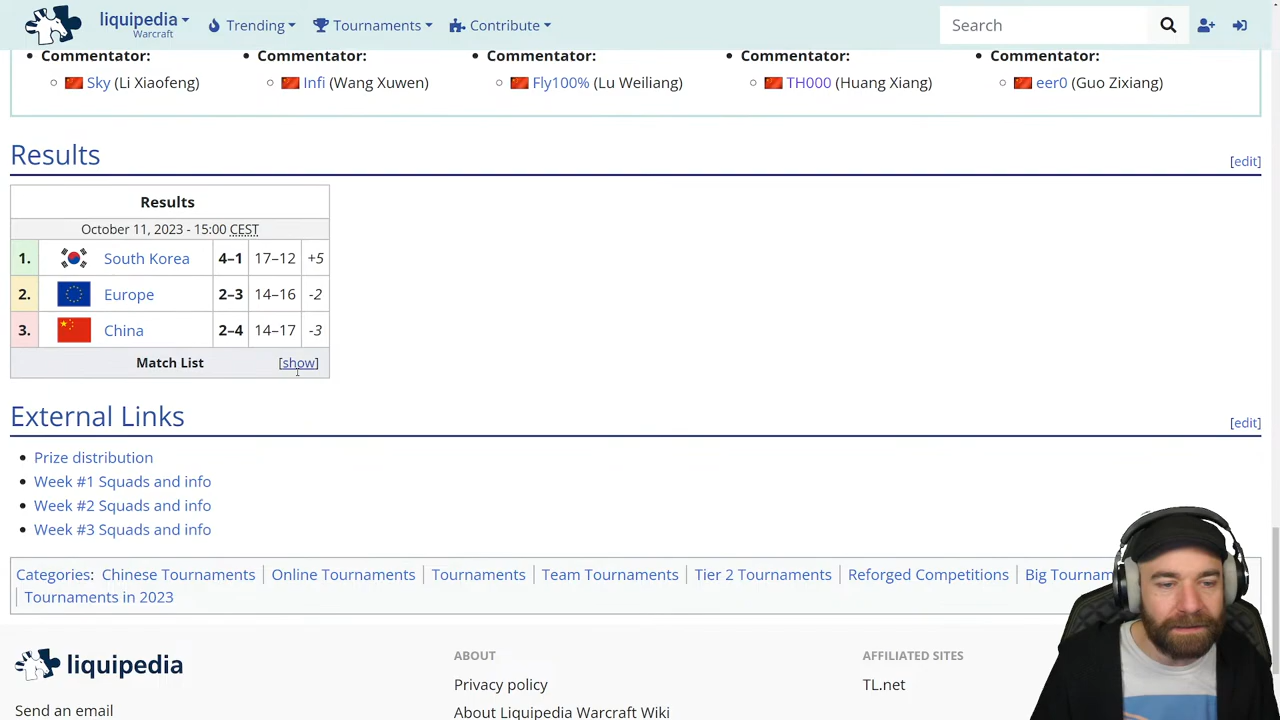 liquipedia Warcraft Trending Tournaments Contribute Search
Commentator: Commentator: Commentator: Commentator: Commentator:
Sky (Li Xiaofeng) Infi (Wang Xuwen) Fly100% (Lu Weiliang) TH000 (Huang Xiang) eer0 (Guo Zixiang)
Results [edit]
Results
October 11, 2023 - 15:00 CEST
1. South Korea 4–1 17–12 +5
2. Europe 2–3 14–16 -2
3. China 2–4 14–17 -3
Match List [show]
External Links [edit]
Prize distribution
Week #1 Squads and info
Week #2 Squads and info
Week #3 Squads and info
Categories: Chinese Tournaments Online Tournaments Tournaments Team Tournaments Tier 2 Tournaments Reforged Competitions Big
Tournaments in 2023
liquipedia ABOUT AFFILIATED SITES
Privacy policy TL.net
Send an email About Liquipedia Warcraft Wiki